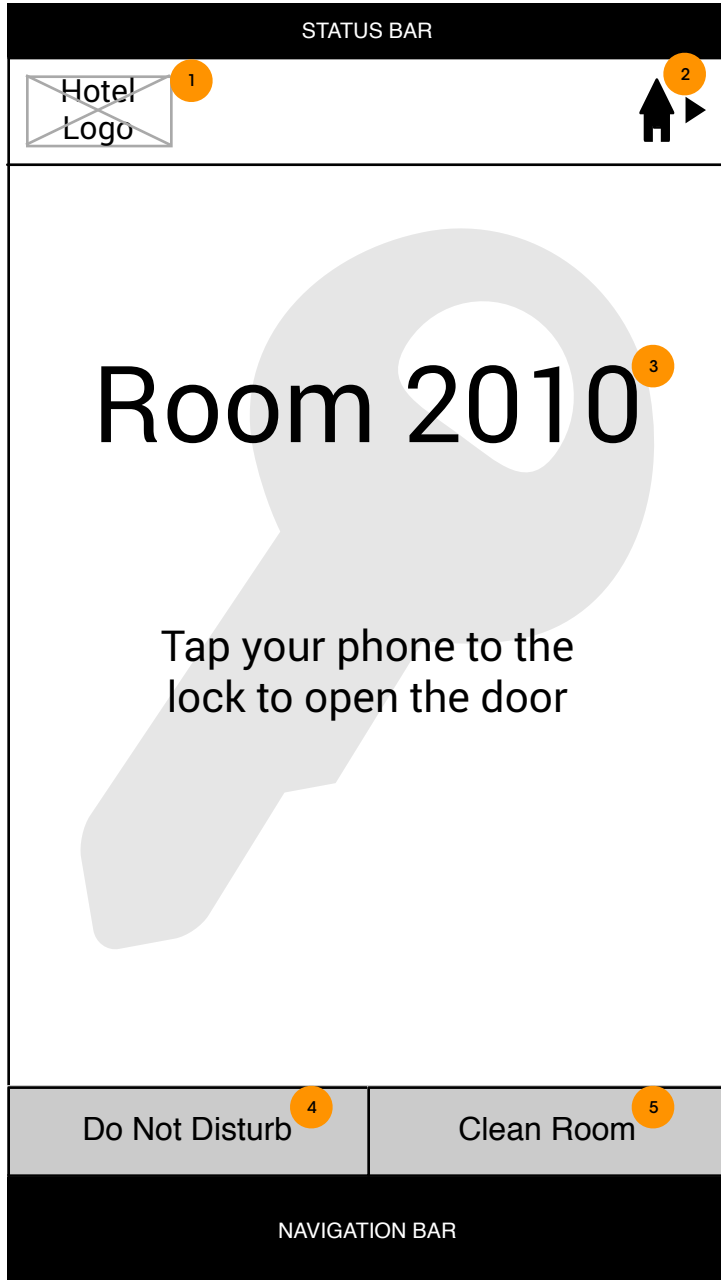 STATUS BAR
Hotel
Logo
1
2
Room 2010
3
Tap your phone to the
lock to open the door
Do Not Disturb
4
Clean Room
5
NAVIGATION BAR